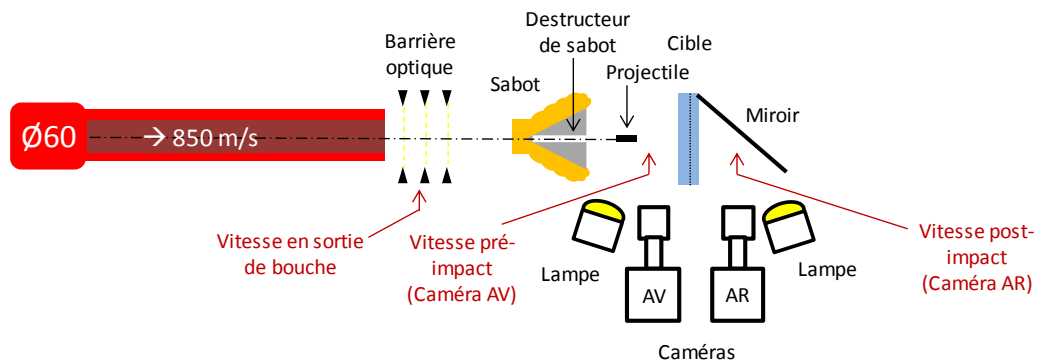 Barrière
optique
Sabot
Destructeur
de sabot
Projectile
Cible
Miroir
Ø60
→ 850 m/s
Vitesse en sortie
de bouche
Vitesse pré-
impact
(Caméra AV)
Lampe
AV
AR
Lampe
Vitesse post-
impact
(Caméra AR)
Caméras